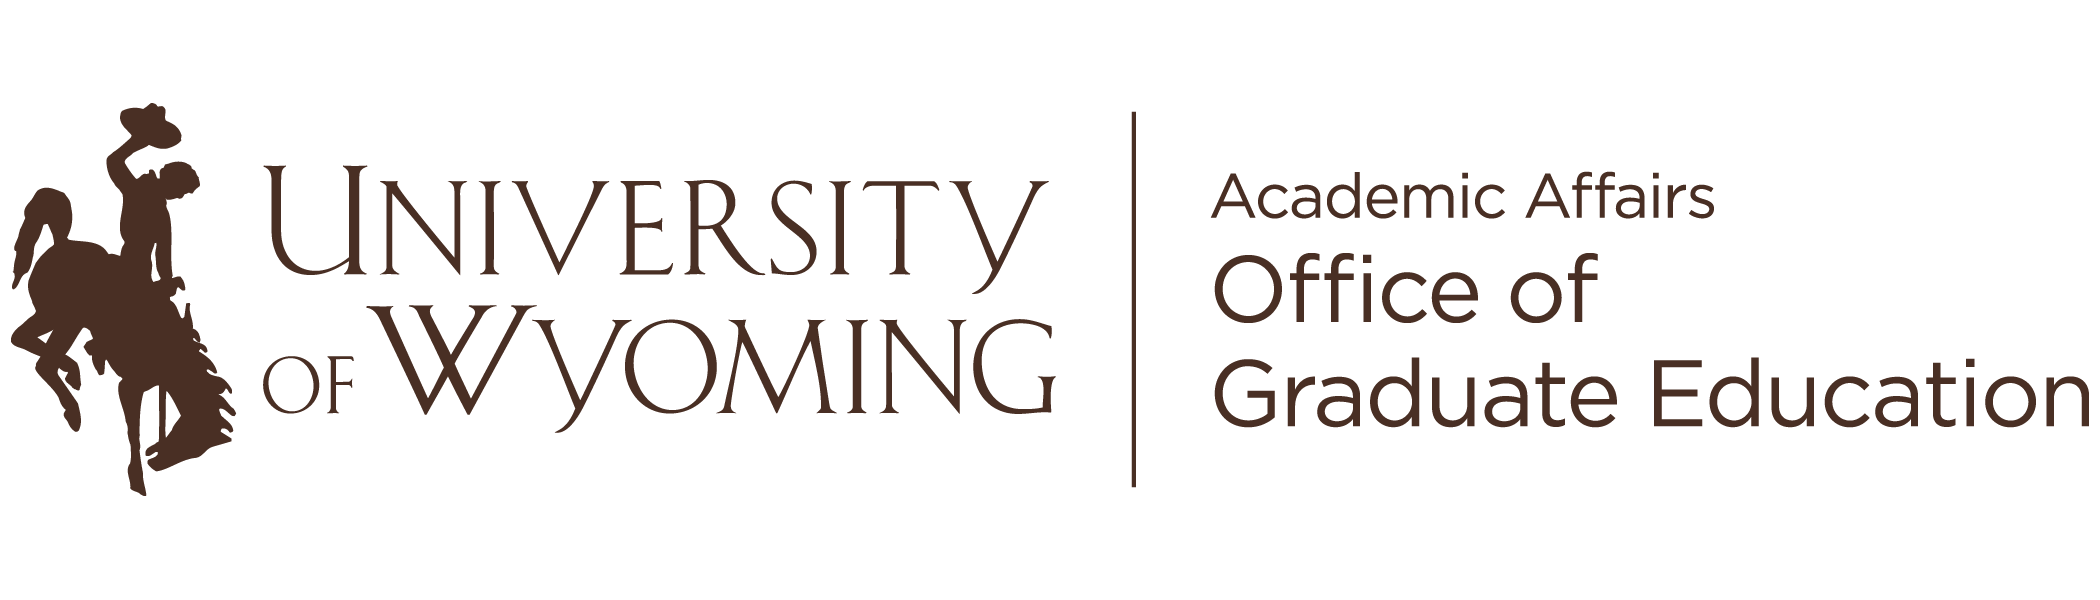 UNIVERSITY
OF WYOMING
Academic Affairs
Office of
Graduate Education